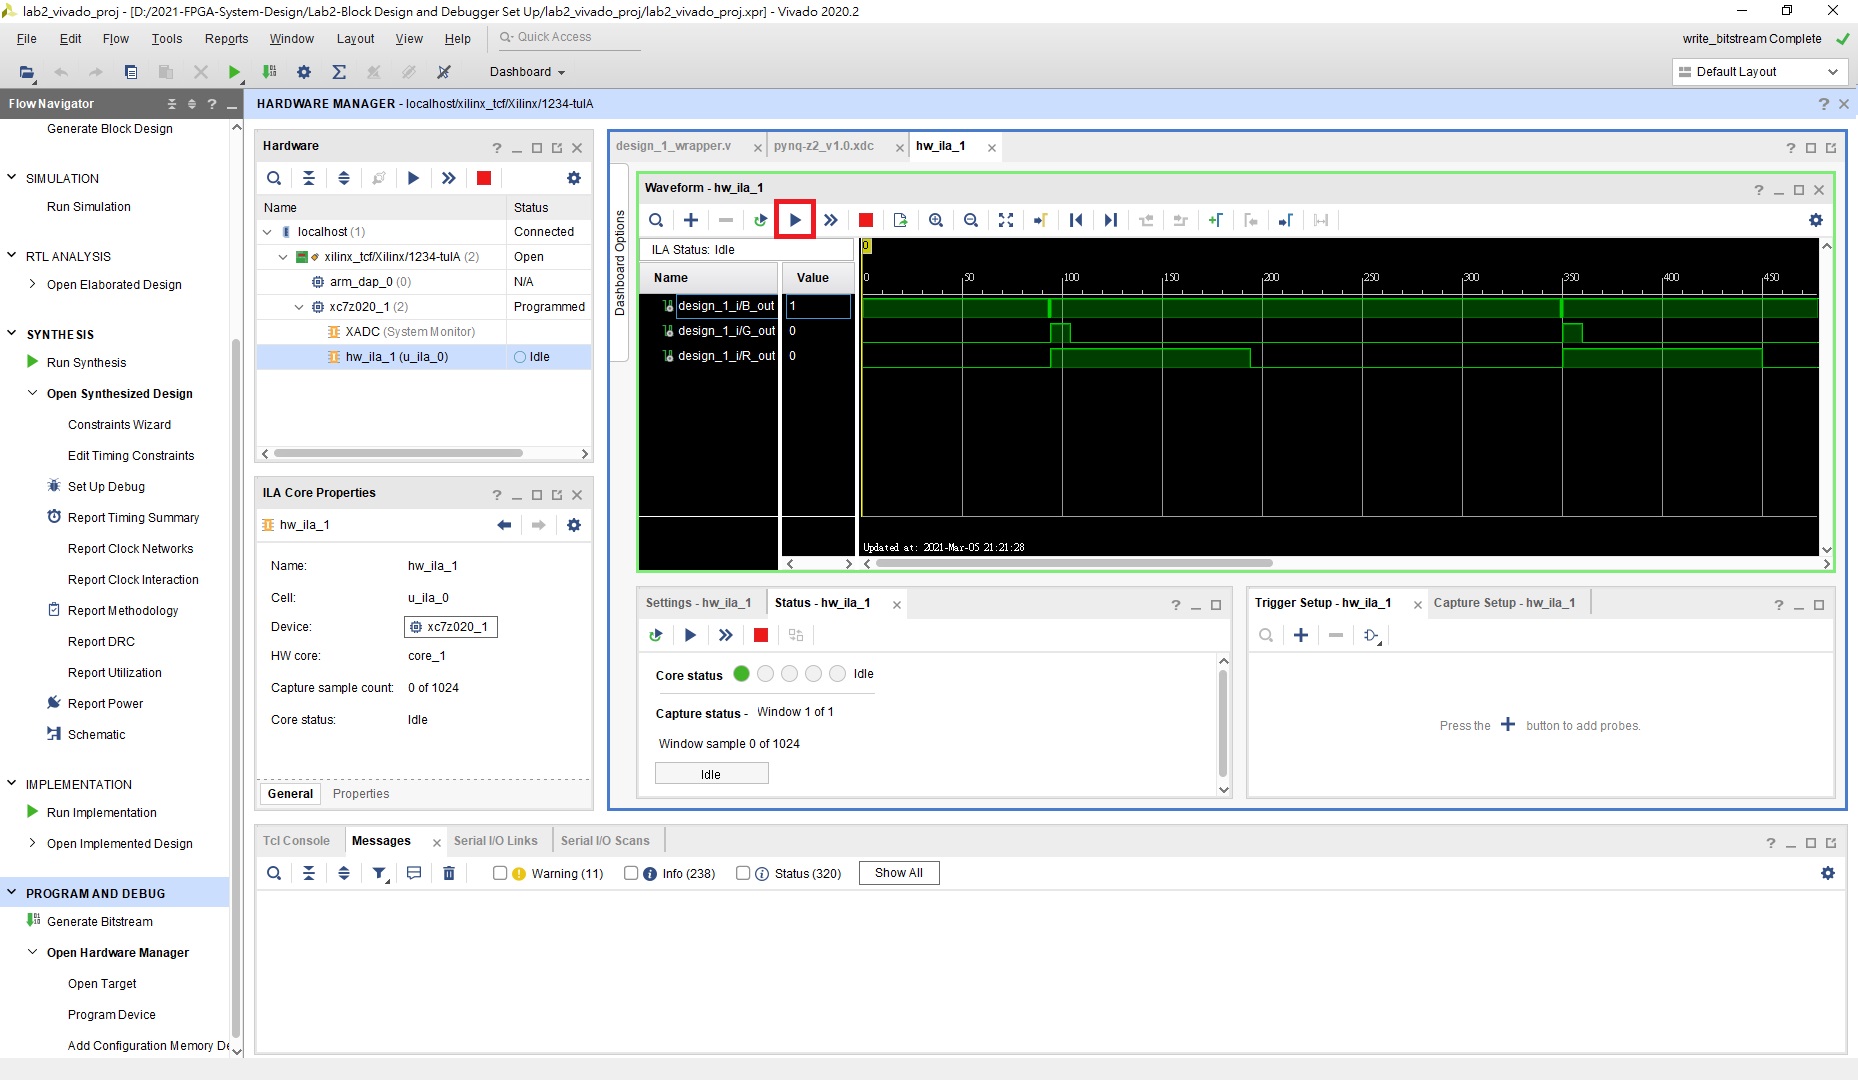 lab2_vivado_proj - [D:/2021-FPGA-System-Design/Lab2-Block Design and Debugger Set Up/lab2_vivado_proj/lab2_vivado_proj.xpr] - Vivado 2020.2
File Edit Flow Tools Reports Window Layout View Help Quick Access
write_bitstream Complete
Dashboard
Default Layout
Flow Navigator
HARDWARE MANAGER - localhost/xilinx_tcf/Xilinx/1234-tulA
Generate Block Design
SIMULATION
Run Simulation
RTL ANALYSIS
Open Elaborated Design
SYNTHESIS
Run Synthesis
Open Synthesized Design
Constraints Wizard
Edit Timing Constraints
Set Up Debug
Report Timing Summary
Report Clock Networks
Report Clock Interaction
Report Methodology
Report DRC
Report Utilization
Report Power
Schematic
IMPLEMENTATION
Run Implementation
Open Implemented Design
PROGRAM AND DEBUG
Generate Bitstream
Open Hardware Manager
Open Target
Program Device
Add Configuration Memory De
Hardware
Name Status
localhost (1) Connected
xilinx_tcf/Xilinx/1234-tulA (2) Open
arm_dap_0 (0) N/A
xc7z020_1 (2) Programmed
XADC (System Monitor)
hw_ila_1 (u_ila_0) Idle
ILA Core Properties
hw_ila_1
Name: hw_ila_1
Cell: u_ila_0
Device: xc7z020_1
HW core: core_1
Capture sample count: 0 of 1024
Core status: Idle
General Properties
design_1_wrapper.v pynq-z2_v1.0.xdc hw_ila_1
Dashboard Options
Waveform - hw_ila_1
ILA Status: Idle
Name Value
0
0 50 100 150 200 250 300 350 400 450
design_1_i/B_out 1
design_1_i/G_out 0
design_1_i/R_out 0
Updated at: 2021-Mar-05 21:21:28
Settings - hw_ila_1 Status - hw_ila_1
Core status Idle
Capture status - Window 1 of 1
Window sample 0 of 1024
Idle
Trigger Setup - hw_ila_1 Capture Setup - hw_ila_1
Press the + button to add probes.
Tcl Console Messages Serial I/O Links Serial I/O Scans
Warning (11) Info (238) Status (320) Show All